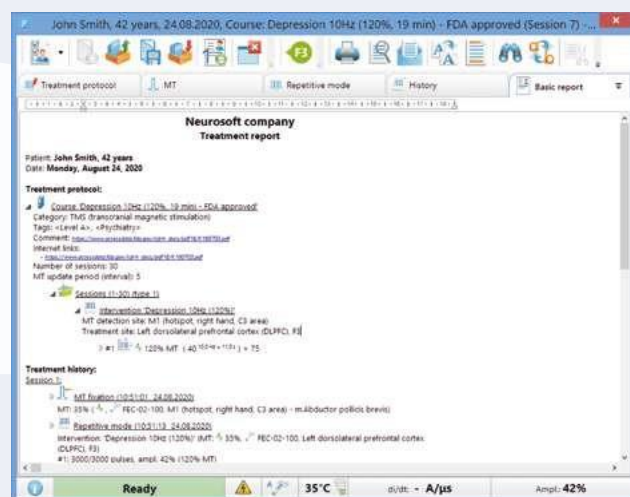 John Smith, 42 years, 24.08.2020, Course: Depression 10Hz (120%, 19 min) - FDA approved (Session 7) -...
F3
Treatment protocol
MT
Repetitive mode
History
Basic report
Neurosoft company
Treatment report
Patient: John Smith, 42 years
Date: Monday, August 24, 2020
Treatment protocol:
Course 'Depression 10Hz (120%, 19 min) - FDA approved'
Category: TMS (transcranial magnetic stimulation)
Tags: <Level A>, <Psychiatry>
Comment:
Internet links:
Number of sessions: 30
MT update period (interval): 5
Sessions (1-30) (type 1)
Intervention 'Depression 10Hz (120%)'
MT detection site: M1 (hotspot, right hand, C3 area)
Treatment site: Left dorsolateral prefrontal cortex (DLPFC), F3
#1 120% MT (40 = 75
Treatment history:
Session 1:
MT fixation (10:51:01, 24.08.2020)
MT: 35% ( , FEC-02-100, M1 (hotspot, right hand, C3 area) - m.Abductor pollicis brevis)
Repetitive mode (10:51:13, 24.08.2020)
Intervention: 'Depression 10Hz (120%)' (MT: 35%, FEC-02-100, Left dorsolateral prefrontal cortex
(DLPFC), F3)
#1: 3000/3000 pulses, ampl: 42% (120% MT)
Ready
35°C
di/dt: - A/µs
Ampl.: 42%